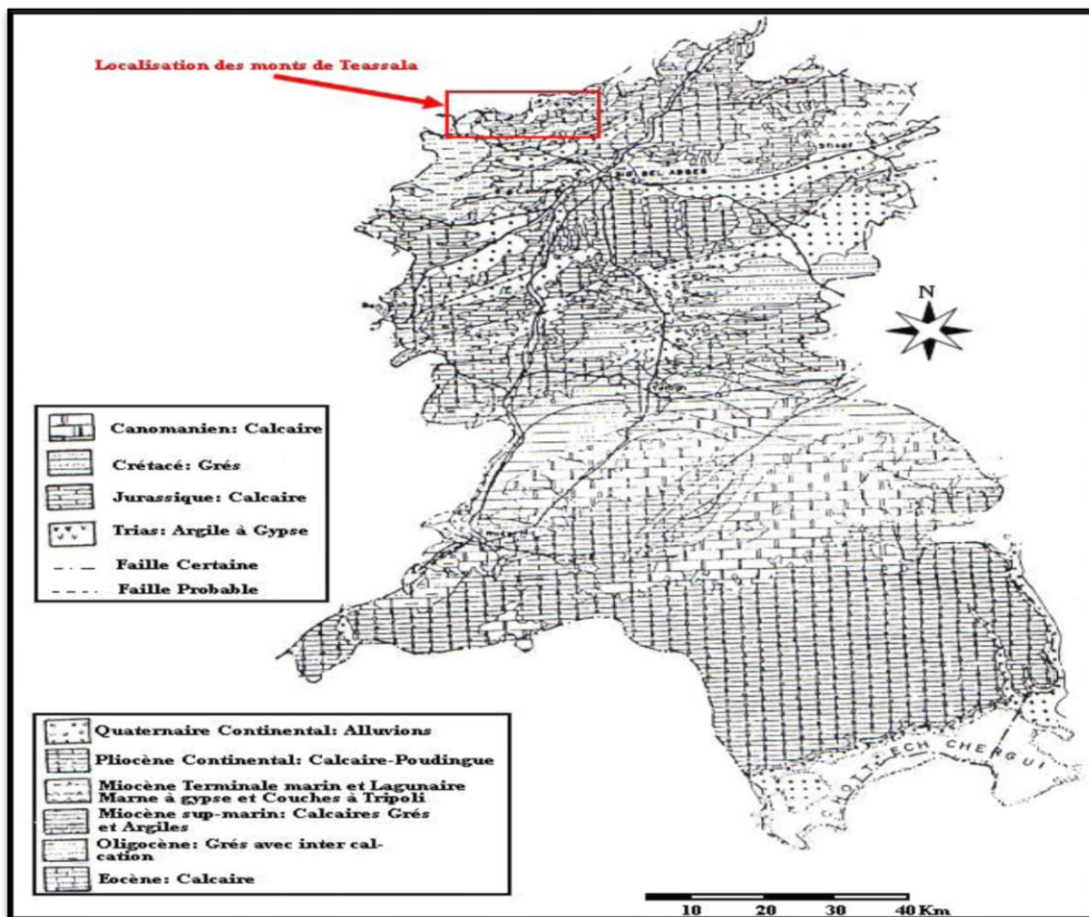 Localisation des monts de Teassala
DEL ABBES
N
Canomanien: Calcaire
Crétacé: Grés
Jurassique: Calcaire
Trias: Argile à Gypse
Faille Certaine
Faille Probable
Quaternaire Continental: Alluvions
Pliocène Continental: Calcaire-Poudingue
Miocène Terminale marin et Lagunaire
Marne à gypse et Couches à Tripoli
Miocène sup-marin: Calcaires Grés
et Argiles
Oligocène: Grés avec inter cal-
cation
Eocène: Calcaire
CHOTT ECH CHERGUI
10 20 30 40 Km